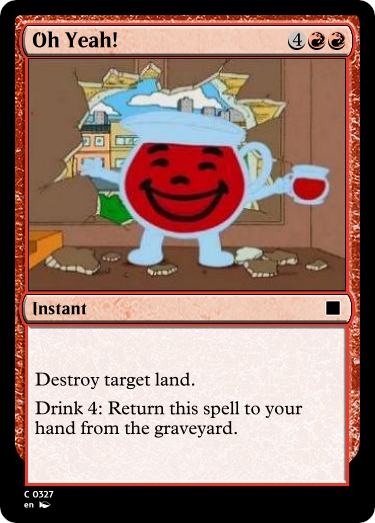 Oh Yeah! 4
Instant
Destroy target land.
Drink 4: Return this spell to your
hand from the graveyard.
C 0327
en